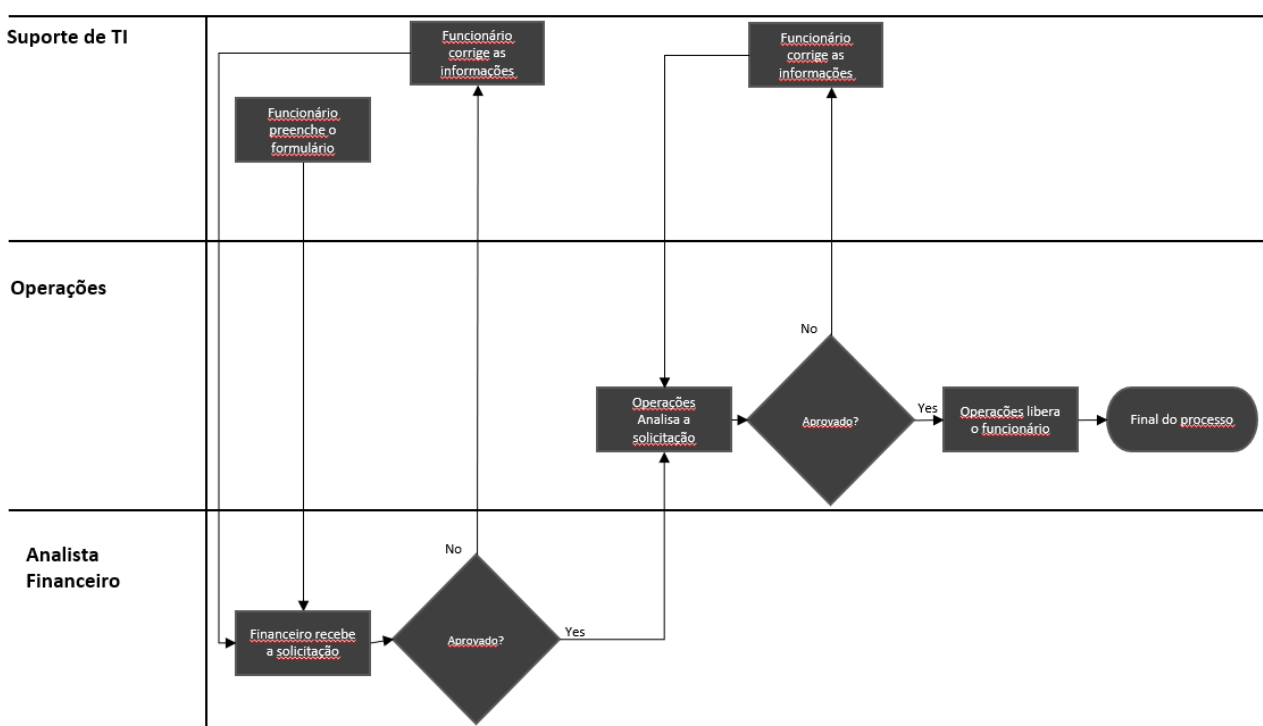 Suporte de TI
Funcionário
corrige as
informações
Funcionário
corrige as
informações
Funcionário
preenche o
formulário
Operações
No
Operações
Analisa a
solicitação
Aprovado?
Yes
Operações libera
o funcionário
Final do processo
Analista
Financeiro
No
Financeiro recebe
a solicitação
Aprovado?
Yes